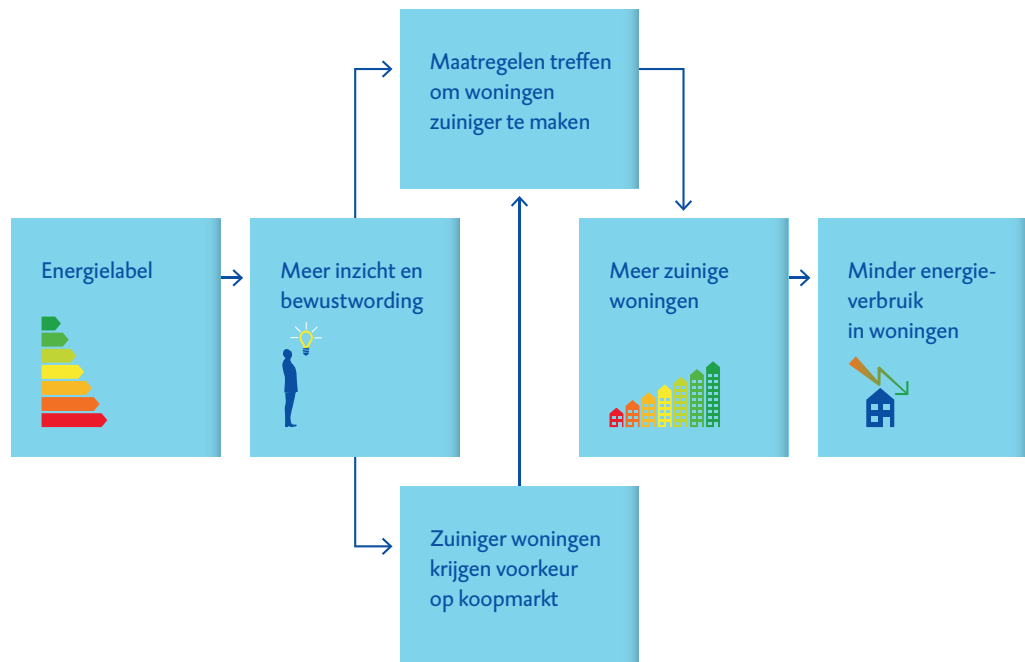 Maatregelen treffen
om woningen
zuiniger te maken
Energielabel
Meer inzicht en
bewustwording
Meer zuinige
woningen
Minder energie-
verbruik
in woningen
Zuiniger woningen
krijgen voorkeur
op koopmarkt